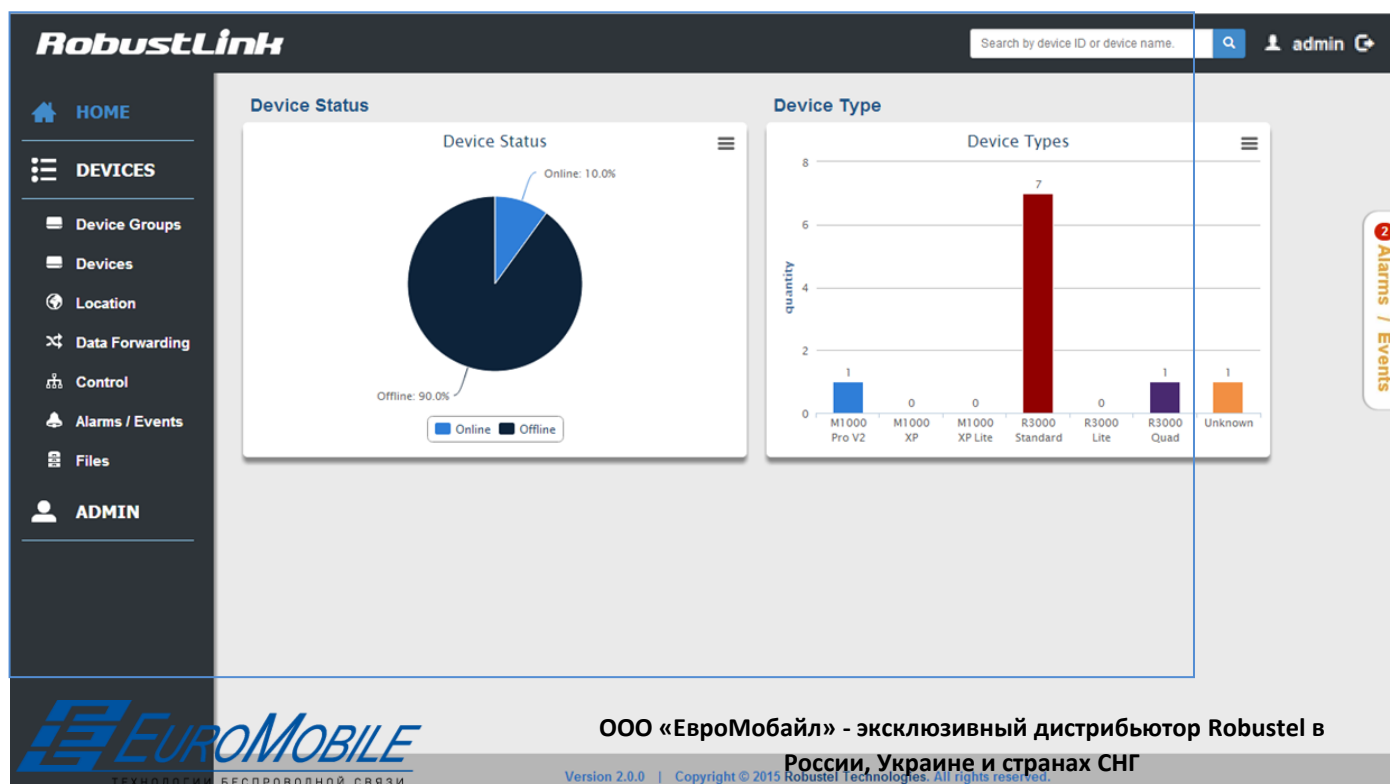 RobustLink
Search by device ID or device name.
admin
HOME
DEVICES
Device Groups
Devices
Location
Data Forwarding
Control
Alarms / Events
Files
ADMIN
Device Status
Device Status
Online: 10.0%
Offline: 90.0%
Online Offline
Device Type
Device Types
quantity
8
6
4
2
0
1
0
0
7
0
1
1
M1000 Pro V2
M1000 XP
M1000 XP Lite
R3000 Standard
R3000 Lite
R3000 Quad
Unknown
2
Alarms / Events
EUROMOBILE
ТЕХНОЛОГИИ БЕСПРОВОДНОЙ СВЯЗИ
ООО «ЕвроМобайл» - эксклюзивный дистрибьютор Robustel в
России, Украине и странах СНГ
Version 2.0.0 | Copyright © 2015 Robustel Technologies. All rights reserved.